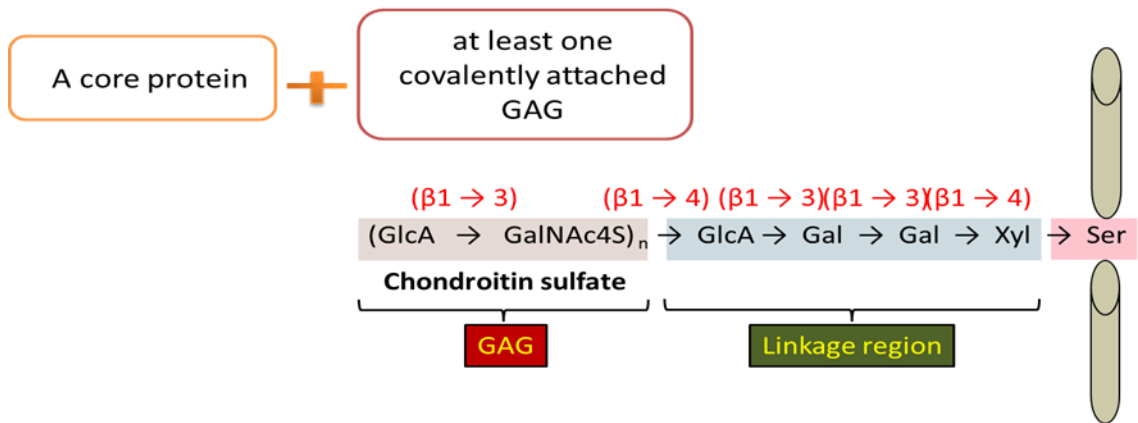 A core protein
at least one
covalently attached
GAG
(β1 → 3) (β1 → 4) (β1 → 3)(β1 → 3)(β1 → 4)
(GlcA → GalNAc4S)n → GlcA → Gal → Gal → Xyl → Ser
Chondroitin sulfate
GAG Linkage region